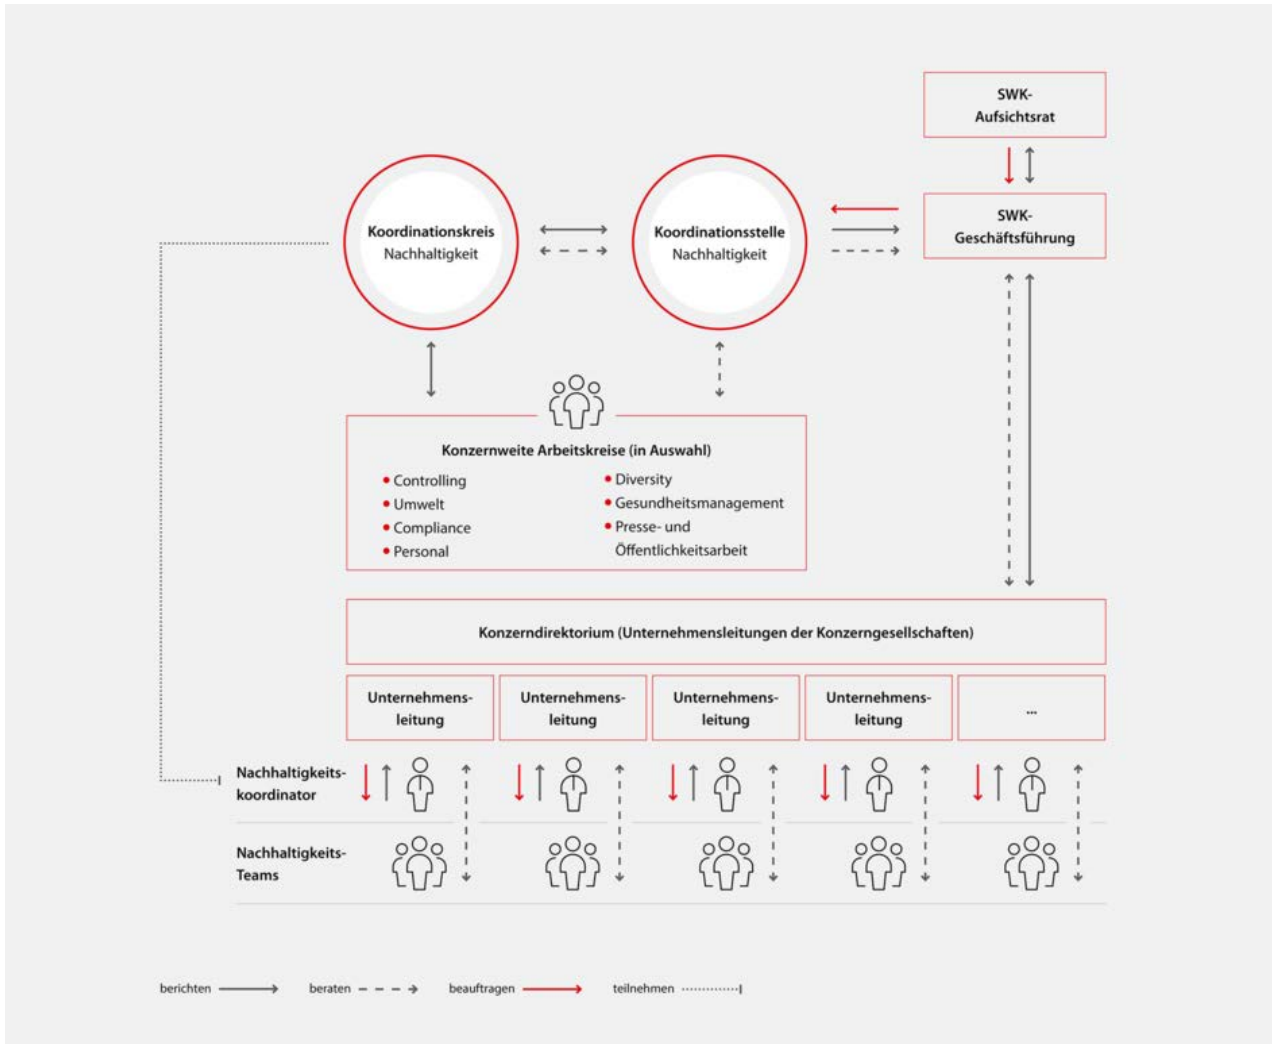 SWK-
Aufsichtsrat
Koordinationskreis
Nachhaltigkeit
Koordinationsstelle
Nachhaltigkeit
SWK-
Geschäftsführung
Konzernweite Arbeitskreise (in Auswahl)
• Controlling
• Umwelt
• Compliance
• Personal
• Diversity
• Gesundheitsmanagement
• Presse- und
Öffentlichkeitsarbeit
Konzerndirektorium (Unternehmensleitungen der Konzerngesellschaften)
Unternehmens-
leitung
Unternehmens-
leitung
Unternehmens-
leitung
Unternehmens-
leitung
...
Nachhaltigkeits-
koordinator
Nachhaltigkeits-
Teams
berichten
beraten
beauftragen
teilnehmen